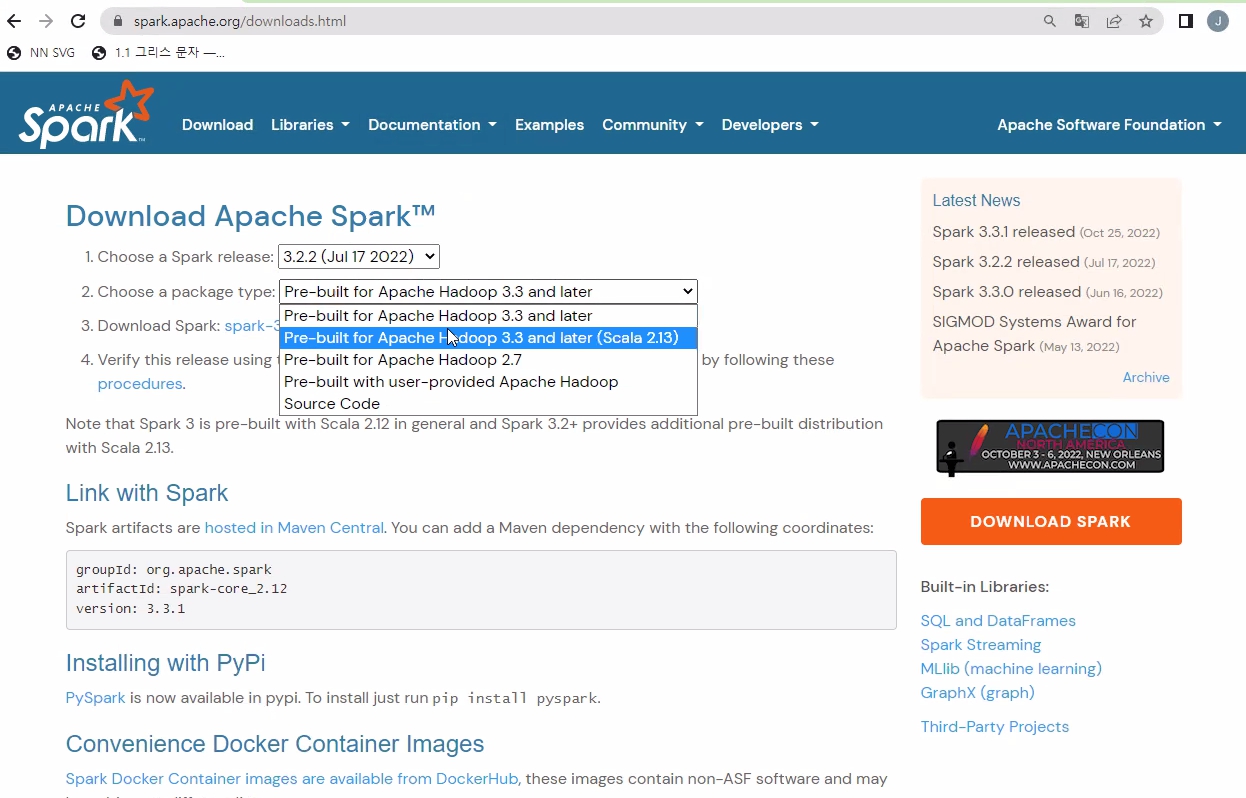 spark.apache.org/downloads.html
J
NN SVG
1.1 그리스 문자 —...
APACHE
Spark™
Download
Libraries
Documentation
Examples
Community
Developers
Apache Software Foundation
Download Apache Spark™
1. Choose a Spark release: 3.2.2 (Jul 17 2022)
2. Choose a package type: Pre-built for Apache Hadoop 3.3 and later
Pre-built for Apache Hadoop 3.3 and later
Pre-built for Apache Hadoop 3.3 and later (Scala 2.13)
Pre-built for Apache Hadoop 2.7
Pre-built with user-provided Apache Hadoop
Source Code
3. Download Spark: spark-3
4. Verify this release using by following these
procedures.
Note that Spark 3 is pre-built with Scala 2.12 in general and Spark 3.2+ provides additional pre-built distribution
with Scala 2.13.
Link with Spark
Spark artifacts are hosted in Maven Central. You can add a Maven dependency with the following coordinates:
groupId: org.apache.spark
artifactId: spark-core_2.12
version: 3.3.1
Installing with PyPi
PySpark is now available in pypi. To install just run pip install pyspark.
Convenience Docker Container Images
Spark Docker Container images are available from DockerHub, these images contain non-ASF software and may
Latest News
Spark 3.3.1 released (Oct 25, 2022)
Spark 3.2.2 released (Jul 17, 2022)
Spark 3.3.0 released (Jun 16, 2022)
SIGMOD Systems Award for
Apache Spark (May 13, 2022)
Archive
APACHECON
NORTH AMERICA
OCTOBER 3 - 6, 2022, NEW ORLEANS
WWW.APACHECON.COM
DOWNLOAD SPARK
Built-in Libraries:
SQL and DataFrames
Spark Streaming
MLlib (machine learning)
GraphX (graph)
Third-Party Projects